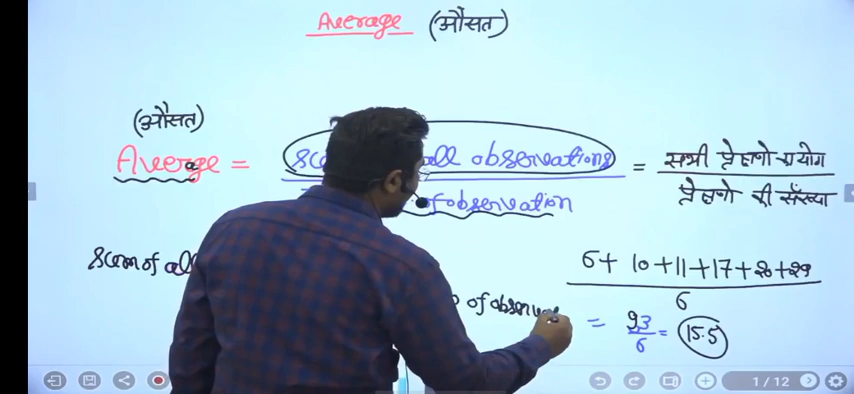 Average (औसत)
(औसत)
Average = all observations = सभी प्रेक्षणो का योग
of observation प्रेक्षणो की संख्या
sum of all
of observ
6 + 10 + 11 + 17 + 20 + 29
6
= 93 = 15.5
6
1 / 12